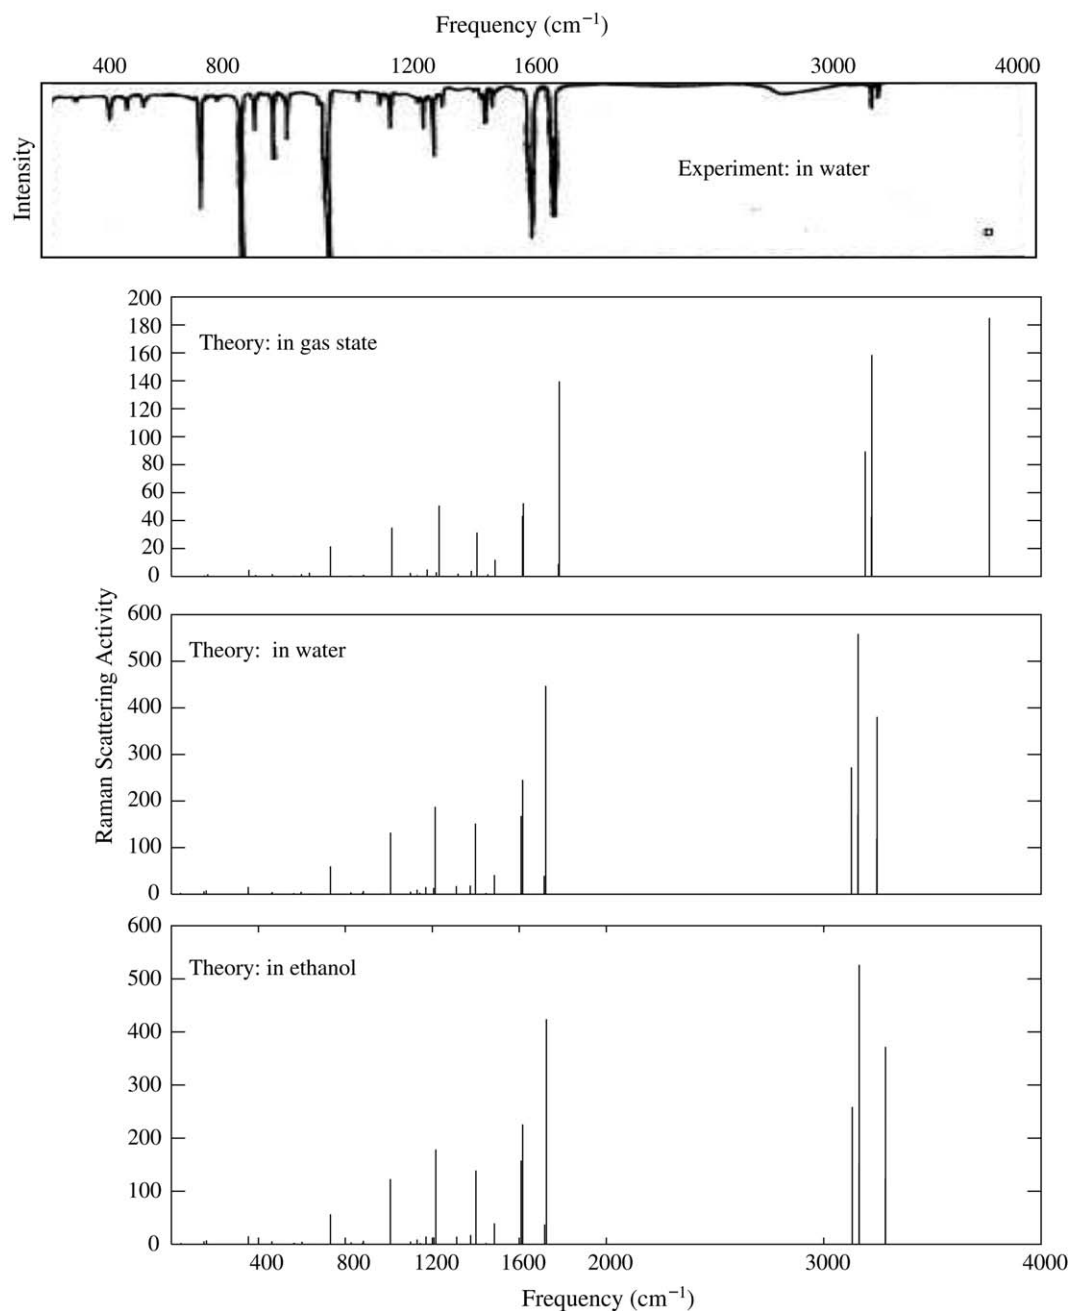 Frequency (cm⁻¹)
400 800 1200 1600 3000 4000
Intensity
Experiment: in water
200
180
160
140
120
100
80
60
40
20
0
Theory: in gas state
Raman Scattering Activity
600
500
400
300
200
100
0
Theory: in water
600
500
400
300
200
100
0
Theory: in ethanol
400 800 1200 1600 2000 3000 4000
Frequency (cm⁻¹)